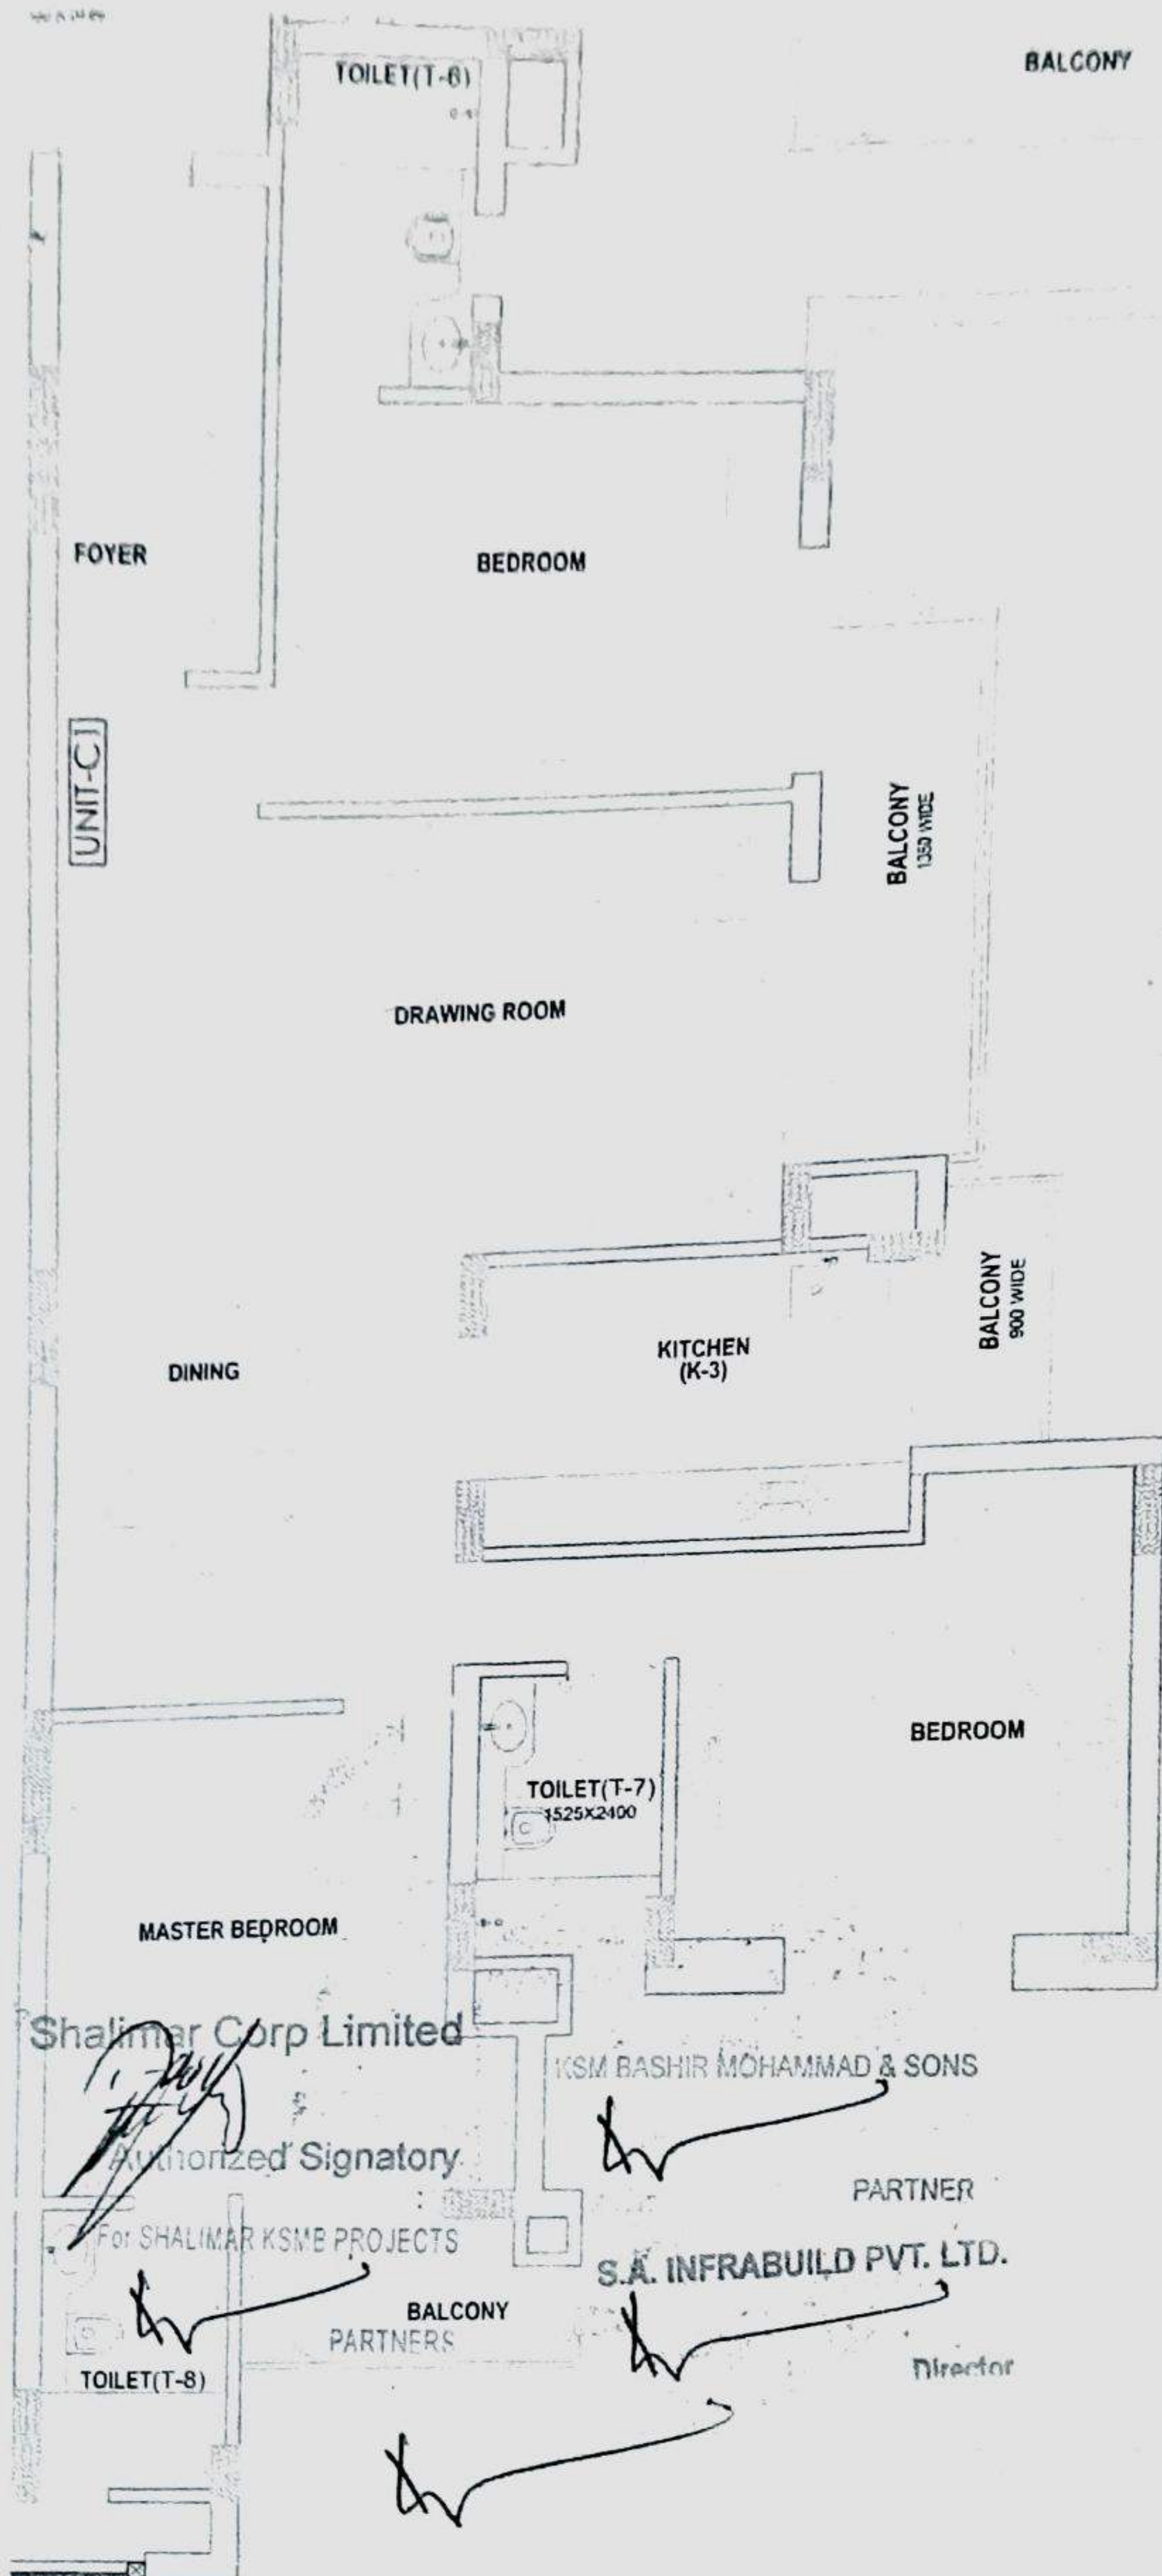 TOILET(T-6)
BALCONY
FOYER
BEDROOM
UNIT-C
BALCONY
1350 WIDE
DRAWING ROOM
BALCONY
900 WIDE
KITCHEN
(K-3)
DINING
BEDROOM
TOILET(T-7)
1525X2400
MASTER BEDROOM
Shalimar Corp Limited
Authorized Signatory
KSM BASHIR MOHAMMAD & SONS
PARTNER
For SHALIMAR KSMB PROJECTS
S.A. INFRABUILD PVT. LTD.
BALCONY
PARTNERS
Director
TOILET(T-8)